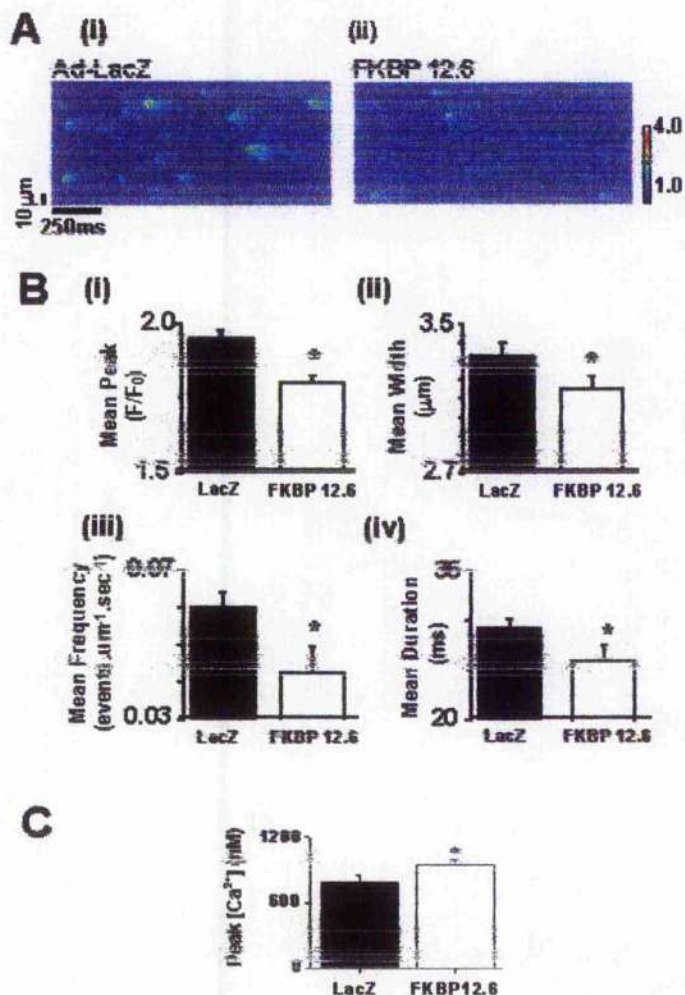 A (i) (ii)
Ad-LacZ FKBP 12.6
4.0
1.0
10 μm
250ms
B (i) (ii)
Mean Peak (F/F0)
2.0
*
1.5
LacZ FKBP 12.6
Mean Width (μm)
3.5
*
2.7
LacZ FKBP 12.6
(iii) (iv)
Mean Frequency (events.μm-1.sec-1)
0.07
*
0.03
LacZ FKBP 12.6
Mean Duration (ms)
35
*
20
LacZ FKBP 12.6
C
Peak [Ca2+] (nM)
1200
600
0
*
LacZ FKBP12.6